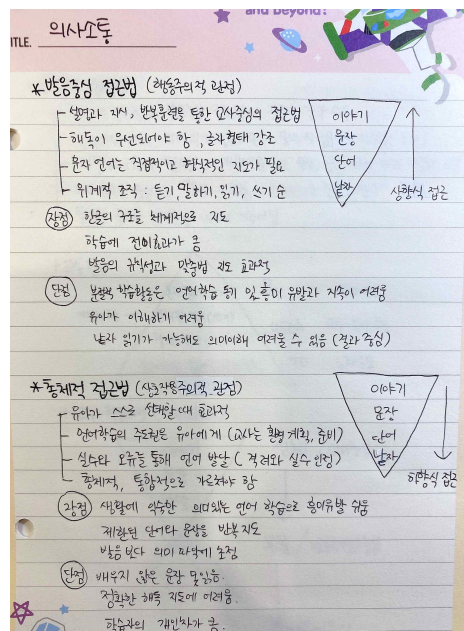 and beyond!
TITLE. 의사소통
* 발음중심 접근법 (행동주의적 관점)
- 설명과 지시, 반복훈련을 통한 교사중심의 접근법
- 해독이 우선되어야 함, 글자형태 강조
- 문자 언어는 직접적이고 형식적인 지도가 필요
- 위계적 조직 : 듣기, 말하기, 읽기, 쓰기 순
이야기
문장
단어
낱자
상향식 접근
장점 한글의 구조를 체계적으로 지도
학습에 전이효과가 큼
발음의 규칙성과 맞춤법 지도 효과적
단점 분절적 학습활동은 언어학습 동기 및 흥미 유발과 지속이 어려움
유아가 이해하기 어려움
낱자 읽기가 가능해도 의미이해 어려울 수 있음 (결과 중심)
* 총체적 접근법 (상호작용주의적 관점)
- 유아가 스스로 선택할 때 효과적
- 언어학습의 주도권은 유아에게 (교사는 환경 계획, 준비)
- 실수와 오류를 통해 언어 발달 (격려와 실수 인정)
- 총체적, 통합적으로 가르쳐야 함
이야기
문장
단어
낱자
하향식 접근
장점 생활에 익숙한 의미있는 언어 학습으로 흥미유발 쉬움
제환된 단어와 문장을 반복 지도
발음보다 의미 파악에 초점
단점 배우지 않은 문장 못읽음.
정확한 해독 지도에 어려움.
학습자의 개인차가 큼.